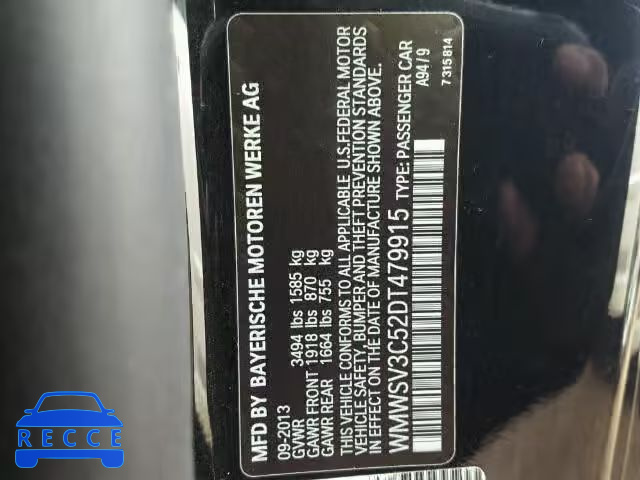 MFD BY BAYERISCHE MOTOREN WERKE AG
09-2013
GVWR 3494 lbs 1585 kg
GAWR FRONT 1918 lbs 870 kg
GAWR REAR 1664 lbs 755 kg
THIS VEHICLE CONFORMS TO ALL APPLICABLE U.S.FEDERAL MOTOR
VEHICLE SAFETY, BUMPER AND THEFT PREVENTION STANDARDS
IN EFFECT ON THE DATE OF MANUFACTURE SHOWN ABOVE.
WMWSV3C52DT479915 TYPE: PASSENGER CAR
A94/9
7315814
RECCE